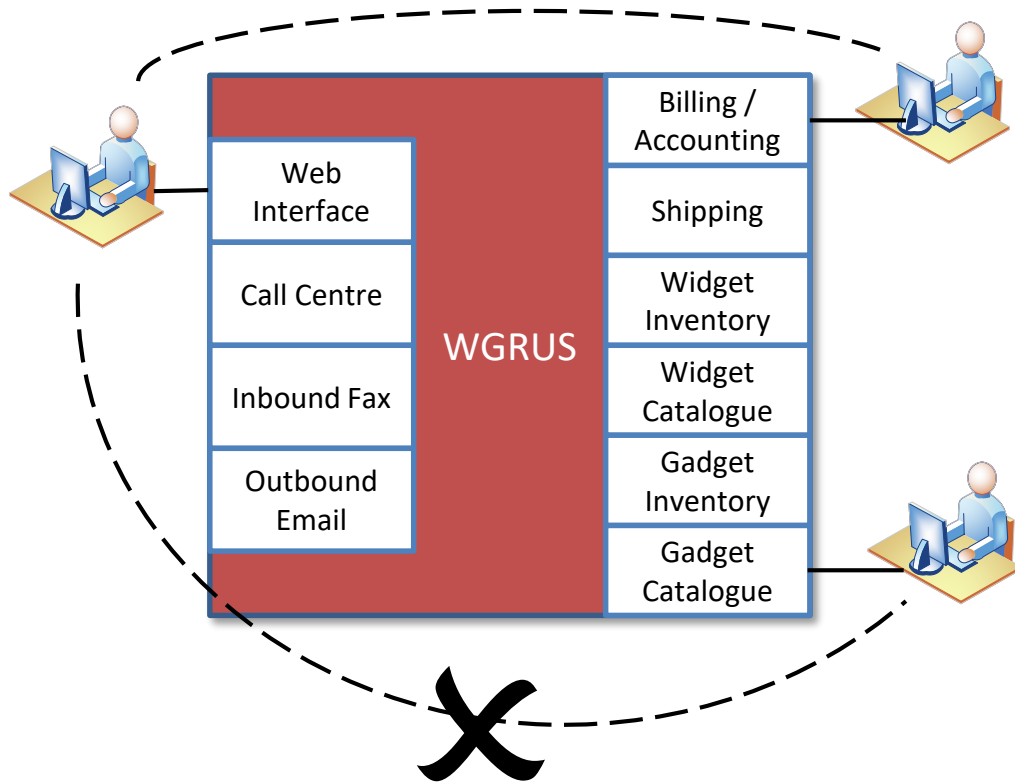 Web
Interface
Call Centre
Inbound Fax
Outbound
Email
WGRUS
Billing /
Accounting
Shipping
Widget
Inventory
Widget
Catalogue
Gadget
Inventory
Gadget
Catalogue